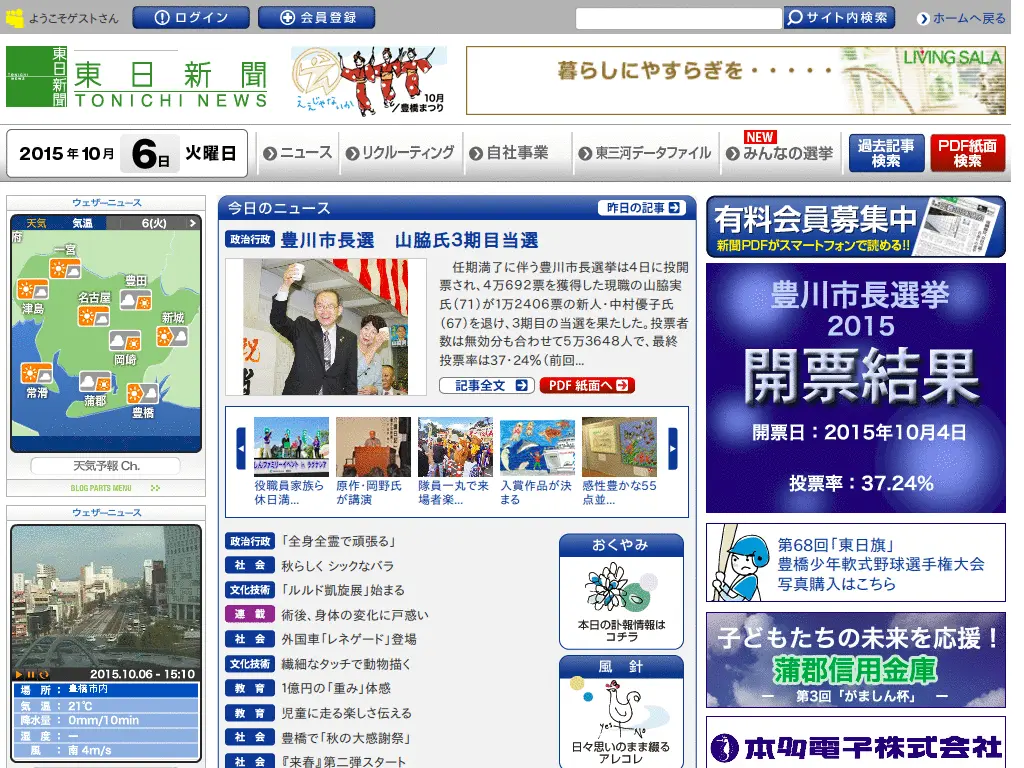 ようこそゲストさん
ログイン
会員登録
サイト内検索
ホームへ戻る
東日新聞
東日新聞
TONICHI NEWS
ええじゃないか
10月
豊橋まつり
暮らしにやすらぎを・・・・・
LIVING SALA
2015年10月 6日 火曜日
ニュース
リクルーティング
自社事業
東三河データファイル
NEW
みんなの選挙
過去記事
検索
PDF紙面
検索
ウェザーニュース
天気 気温 6(火)
府
一宮
豊田
津島
名古屋
新城
岡崎
常滑
蒲郡
豊橋
天気予報 Ch.
BLOG PARTS MENU >>
ウェザーニュース
2015.10.06 - 15:10
場 所 : 豊橋市内
気 温 : 21℃
降水量 : 0mm/10min
湿 度 : ー
風 : 南 4m/s
今日のニュース
昨日の記事
政治行政 豊川市長選 山脇氏3期目当選
任期満了に伴う豊川市長選挙は4日に投開
票され、4万692票を獲得した現職の山脇実
氏(71)が1万2406票の新人・中村優子氏
(67)を退け、3期目の当選を果たした。投票者
数は無効分も合わせて5万3648人で、最終
投票率は37・24%(前回...
記事全文
PDF 紙面へ
役職員家族ら
休日満...
原作・岡野氏
が講演
隊員一丸で来
場者楽...
入賞作品が決
まる
感性豊かな55
点並...
政治行政 「全身全霊で頑張る」
社 会 秋らしく シックなバラ
文化技術 「ルルド凱旋展」始まる
連 載 術後、身体の変化に戸惑い
社 会 外国車「レネゲード」登場
文化技術 繊細なタッチで動物描く
教 育 1億円の「重み」体感
教 育 児童に走る楽しさ伝える
社 会 豊橋で「秋の大感謝祭」
社 会 『来春』第二弾スタート
おくやみ
本日の訃報情報は
コチラ
風 針
yes
No
日々思いのまま綴る
アレコレ
有料会員募集中
新聞PDFがスマートフォンで読める!!
豊川市長選挙
2015
開票結果
開票日:2015年10月4日
投票率:37.24%
第68回「東日旗」
豊橋少年軟式野球選手権大会
写真購入はこちら
子どもたちの未来を応援!
蒲郡信用金庫
ー 第3回「がましん杯」 ー
本多電子株式会社